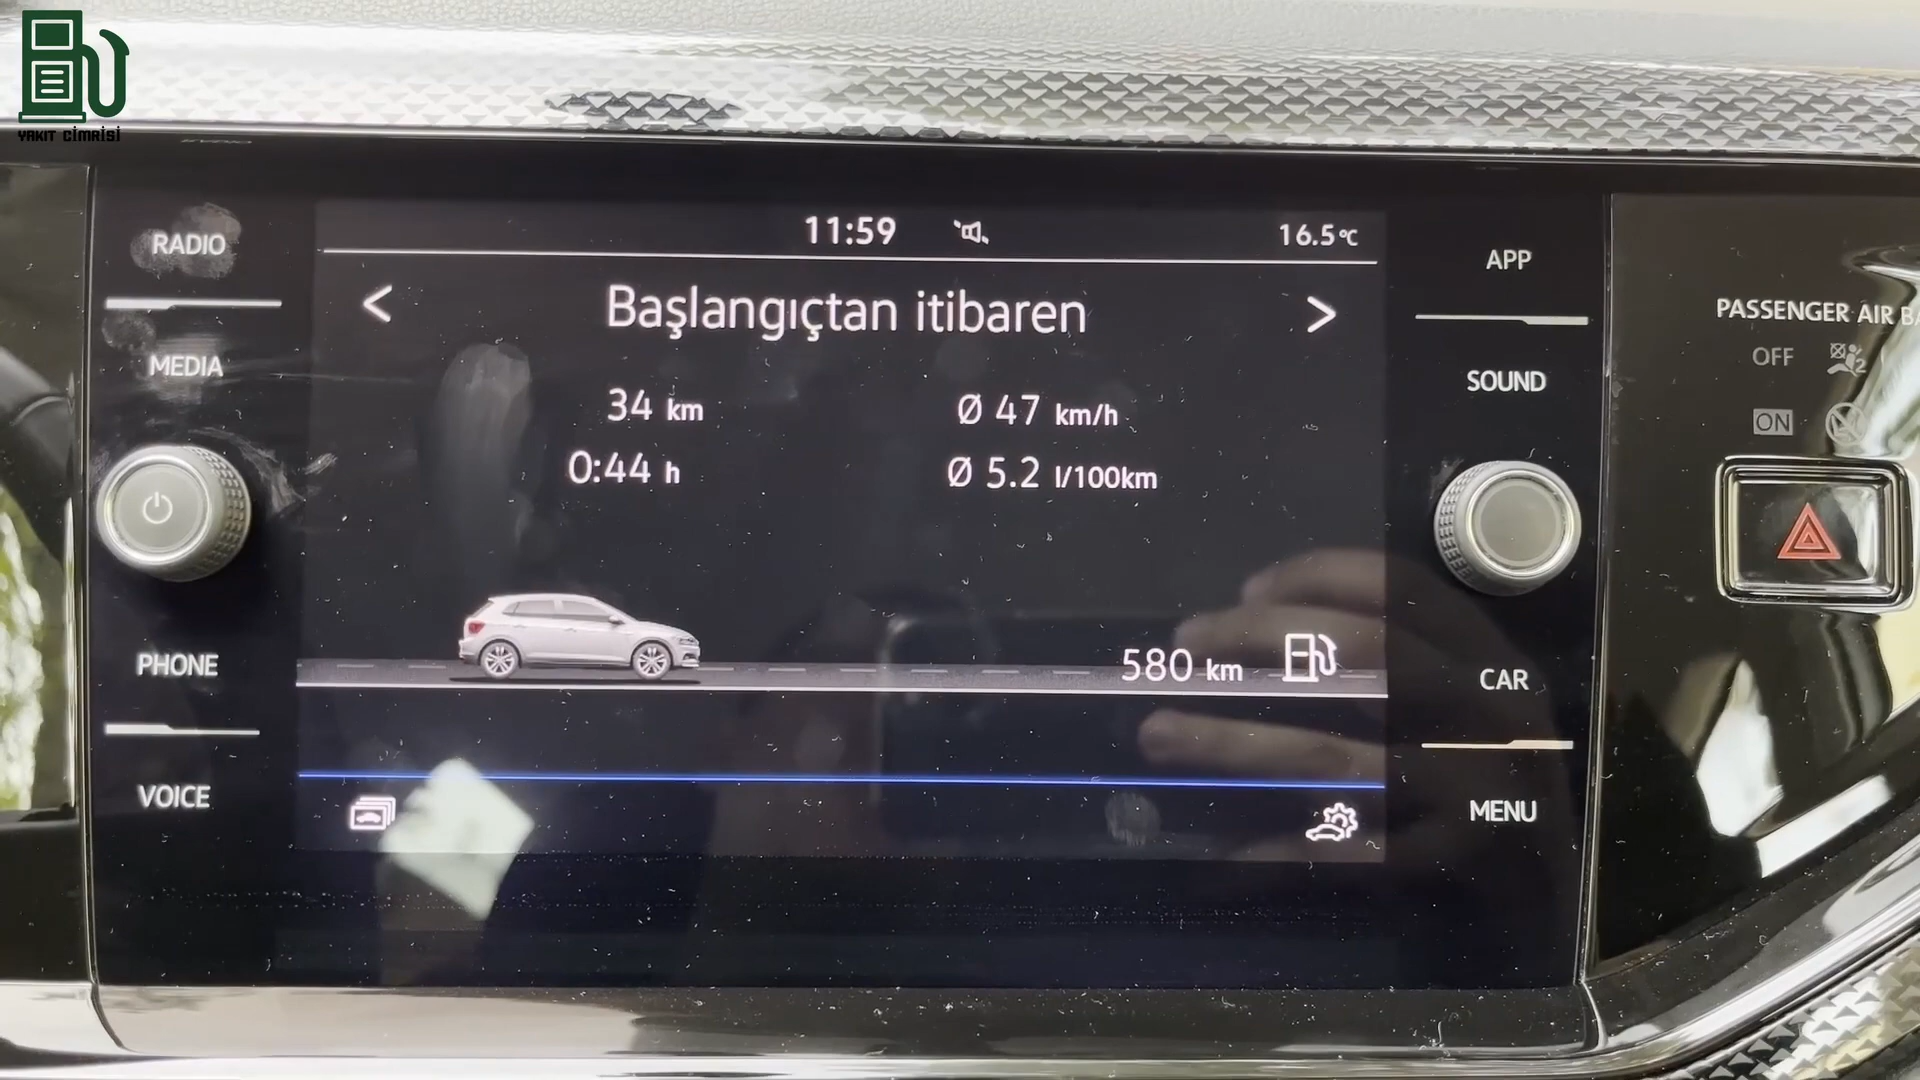 YAKIT CİMRİSİ
RADIO
MEDIA
PHONE
VOICE
11:59
16.5°C
< Başlangıçtan itibaren >
34 km
Ø 47 km/h
0:44 h
Ø 5.2 l/100km
580 km
APP
SOUND
CAR
MENU
PASSENGER AIR
OFF
2
ON